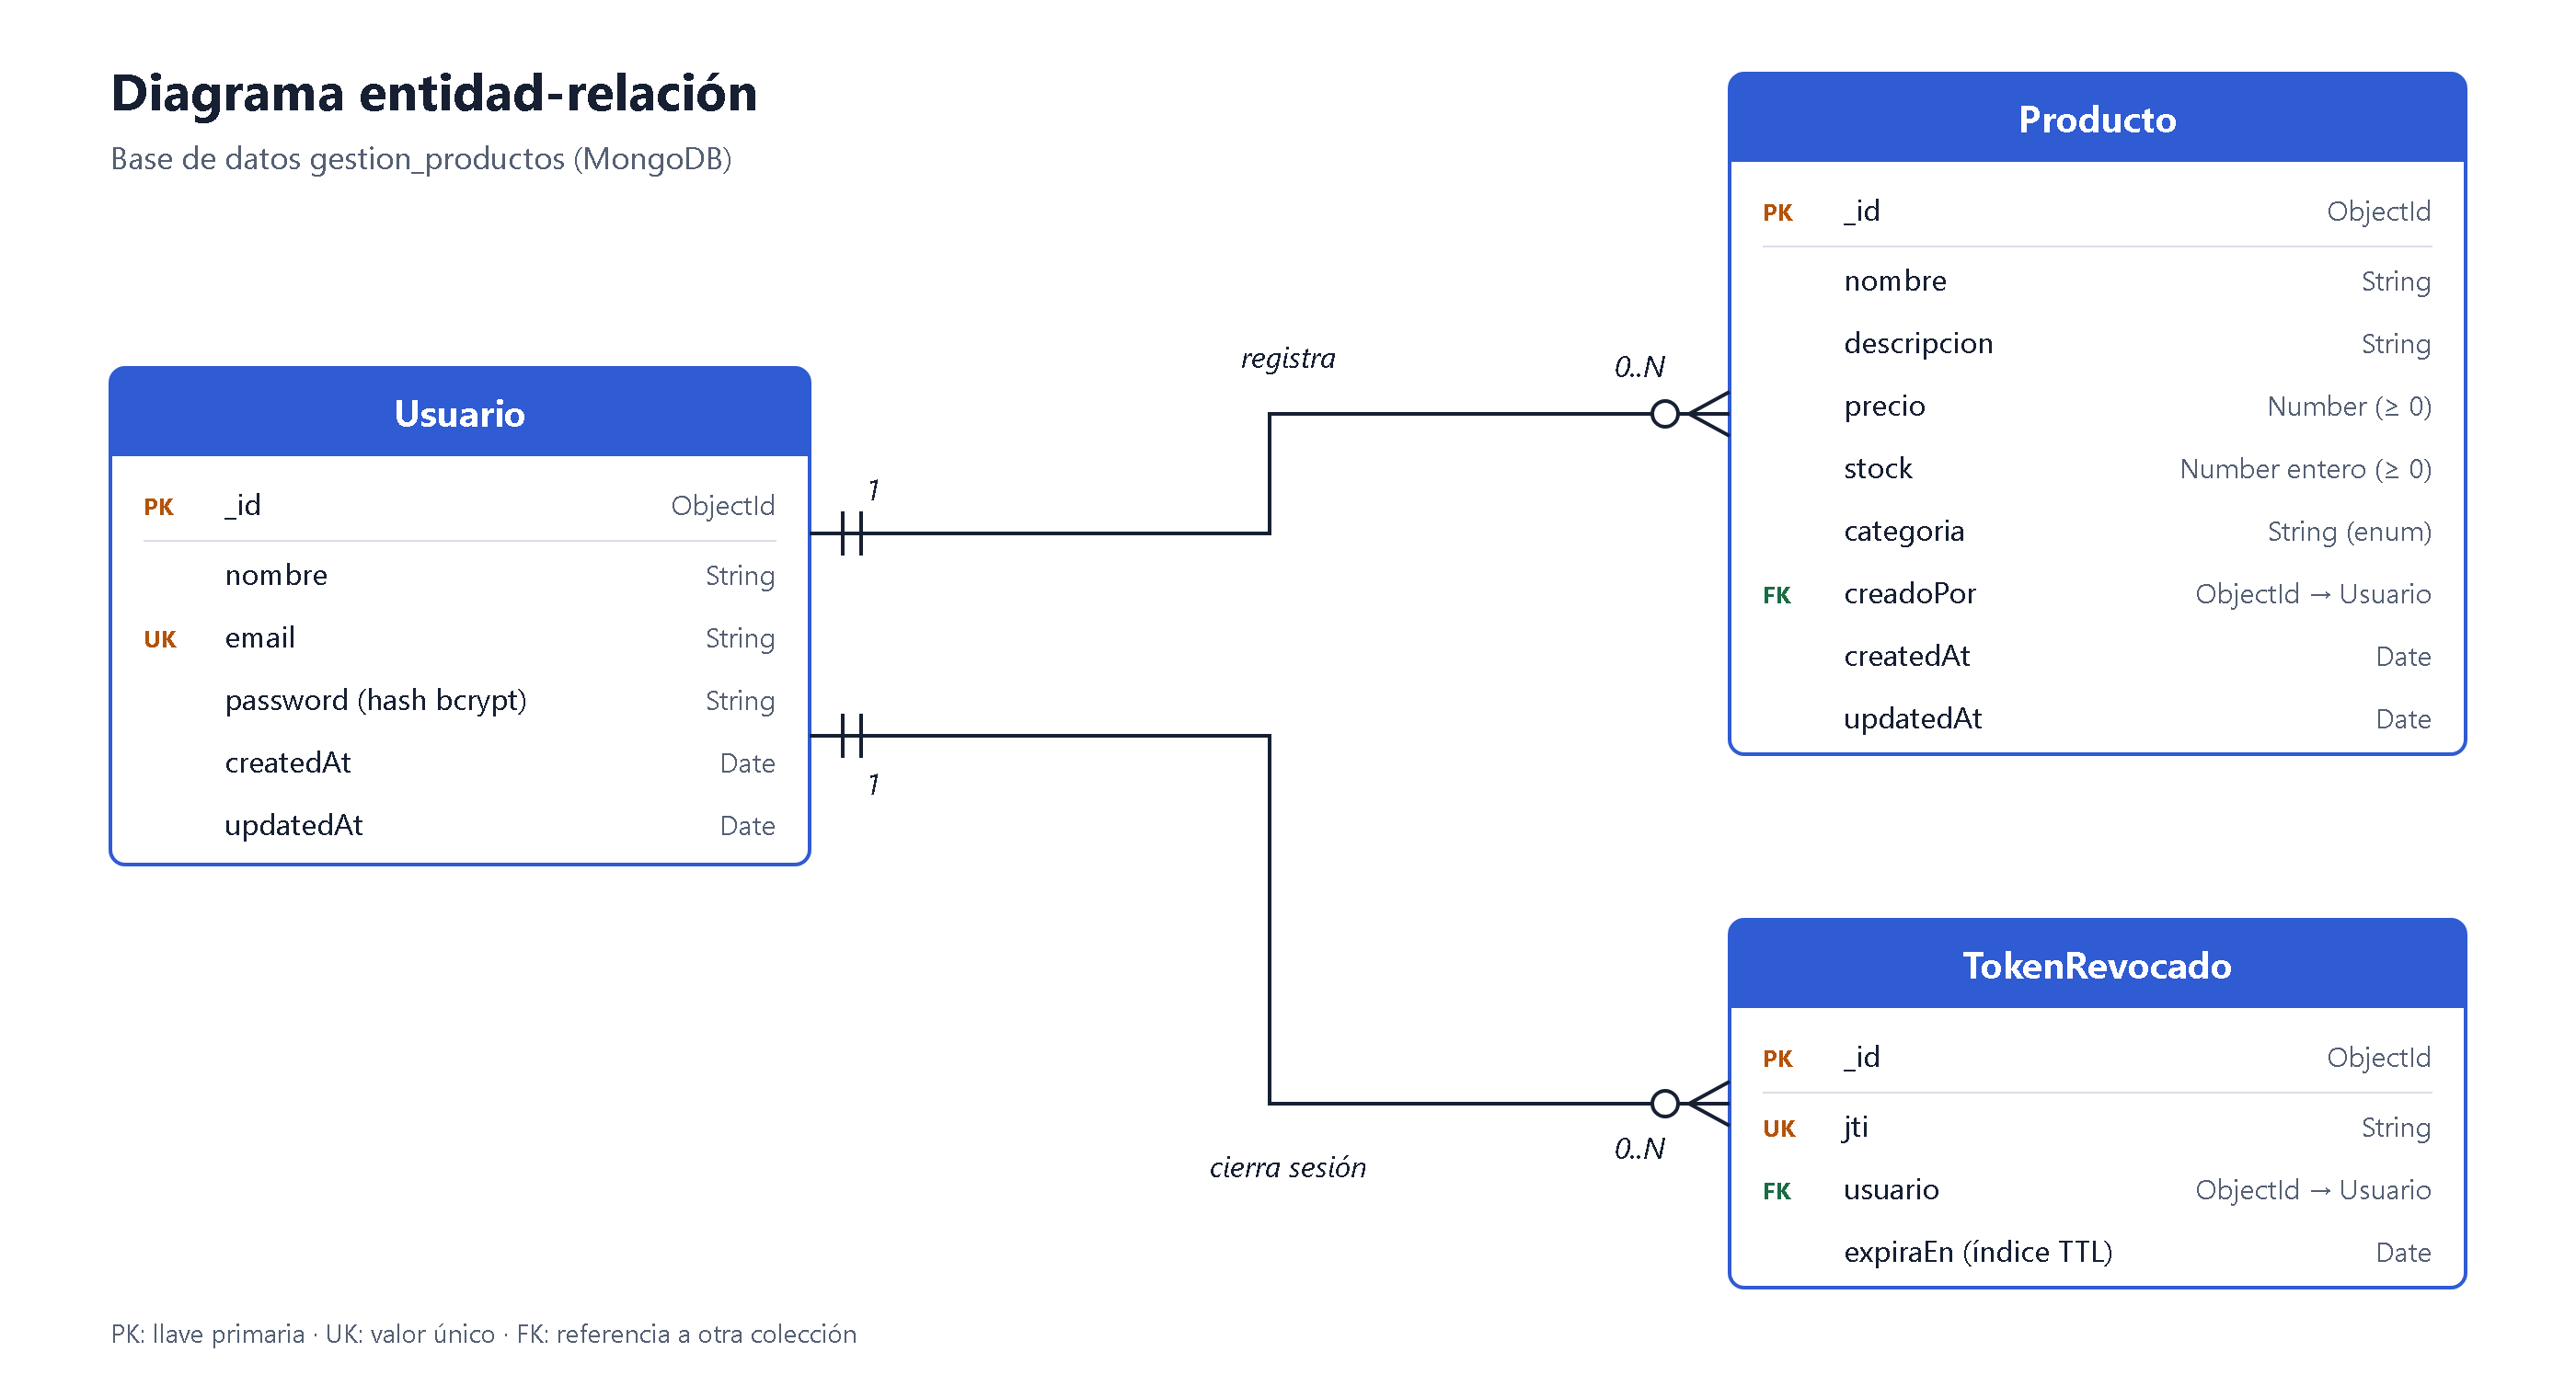 Diagrama entidad-relación
Base de datos gestion_productos (MongoDB)
Usuario
PK _id ObjectId
nombre String
UK email String
password (hash bcrypt) String
createdAt Date
updatedAt Date
1
registra
0..N
1
cierra sesión
0..N
Producto
PK _id ObjectId
nombre String
descripcion String
precio Number (≥ 0)
stock Number entero (≥ 0)
categoria String (enum)
FK creadoPor ObjectId → Usuario
createdAt Date
updatedAt Date
TokenRevocado
PK _id ObjectId
UK jti String
FK usuario ObjectId → Usuario
expiraEn (índice TTL) Date
PK: llave primaria · UK: valor único · FK: referencia a otra colección